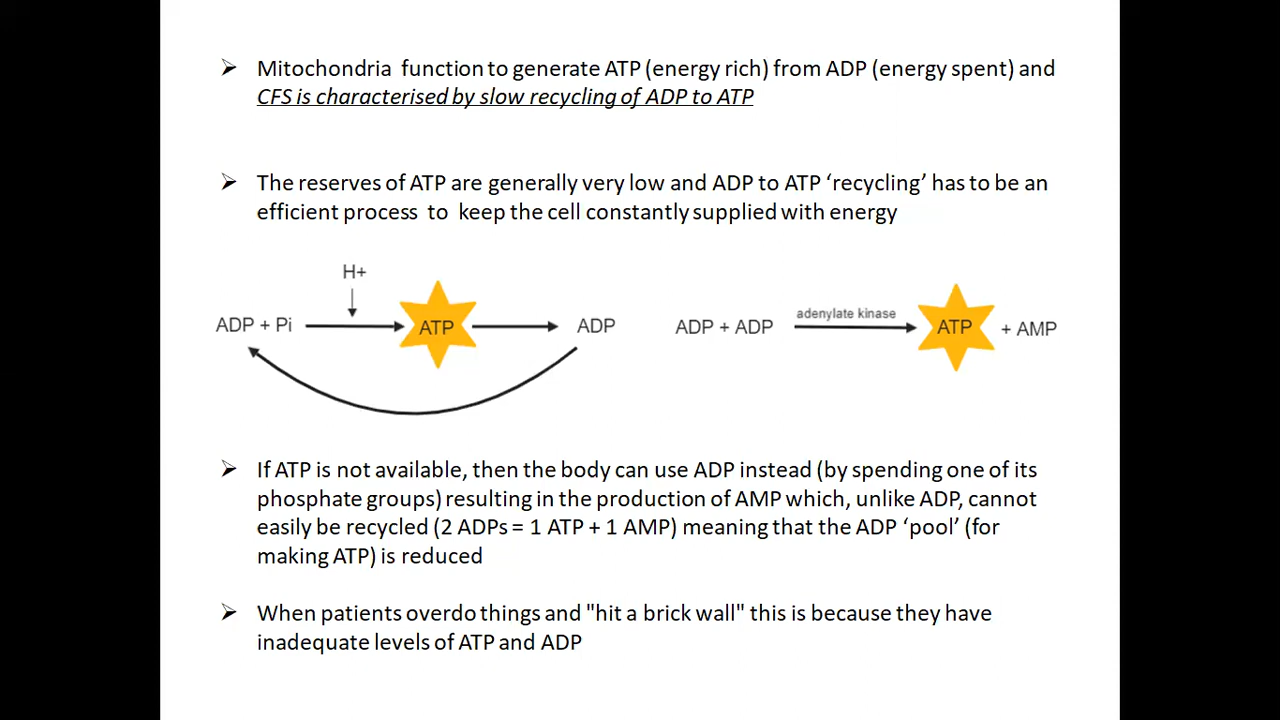 Mitochondria function to generate ATP (energy rich) from ADP (energy spent) and
CFS is characterised by slow recycling of ADP to ATP
The reserves of ATP are generally very low and ADP to ATP ‘recycling’ has to be an
efficient process to keep the cell constantly supplied with energy
H+
ADP + Pi
ATP
ADP
ADP + ADP
adenylate kinase
ATP
+ AMP
If ATP is not available, then the body can use ADP instead (by spending one of its
phosphate groups) resulting in the production of AMP which, unlike ADP, cannot
easily be recycled (2 ADPs = 1 ATP + 1 AMP) meaning that the ADP ‘pool’ (for
making ATP) is reduced
When patients overdo things and "hit a brick wall" this is because they have
inadequate levels of ATP and ADP